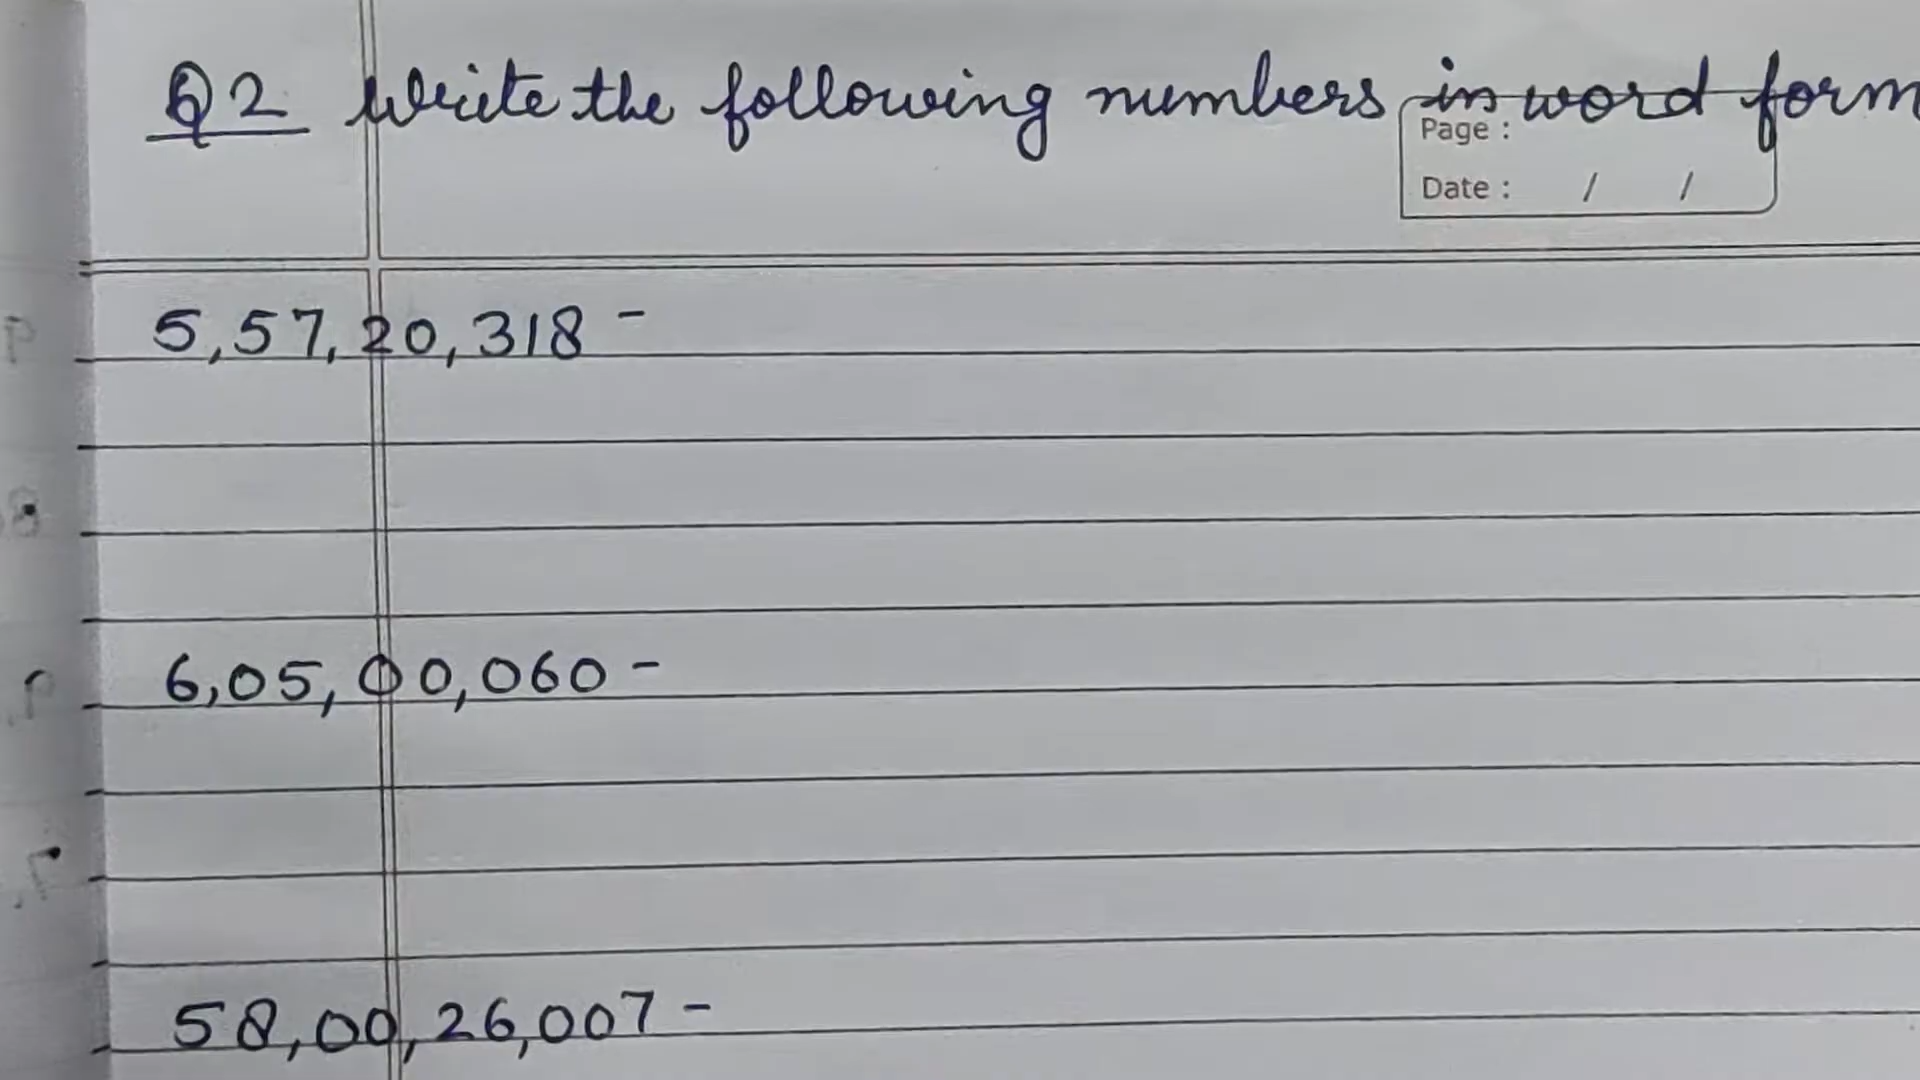 Q2 Write the following numbers in word form
Page :
Date : / /
5,57,20,318 -
6,05,00,060 -
58,00,26,007 -